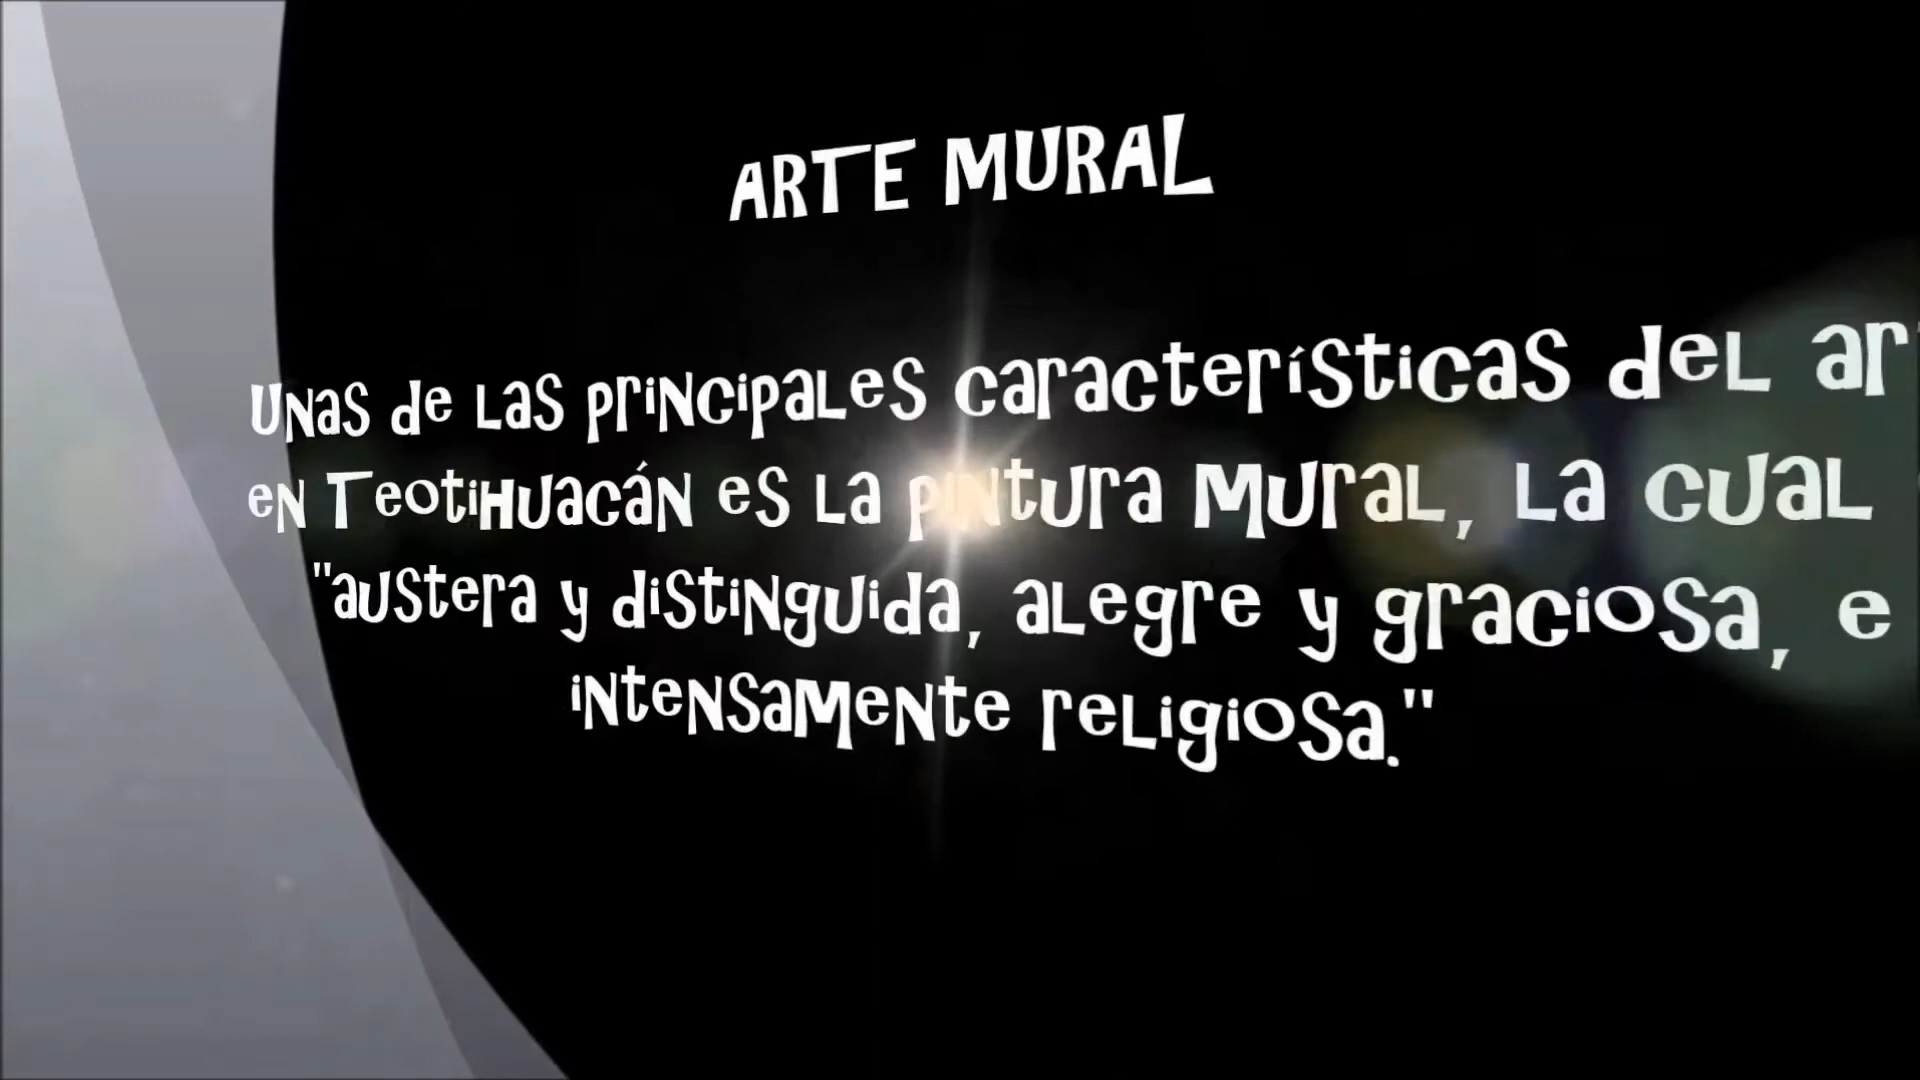 ARTE MURAL
Unas de las principales características del
en Teotihuacán es la pintura mural, la cual
"austera y distinguida, alegre y graciosa, e
intensamente religiosa."